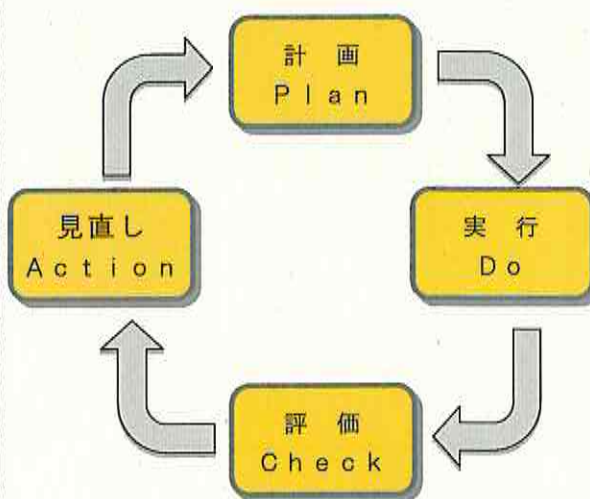 計 画
Plan
実 行
Do
評 価
Check
見直し
Action